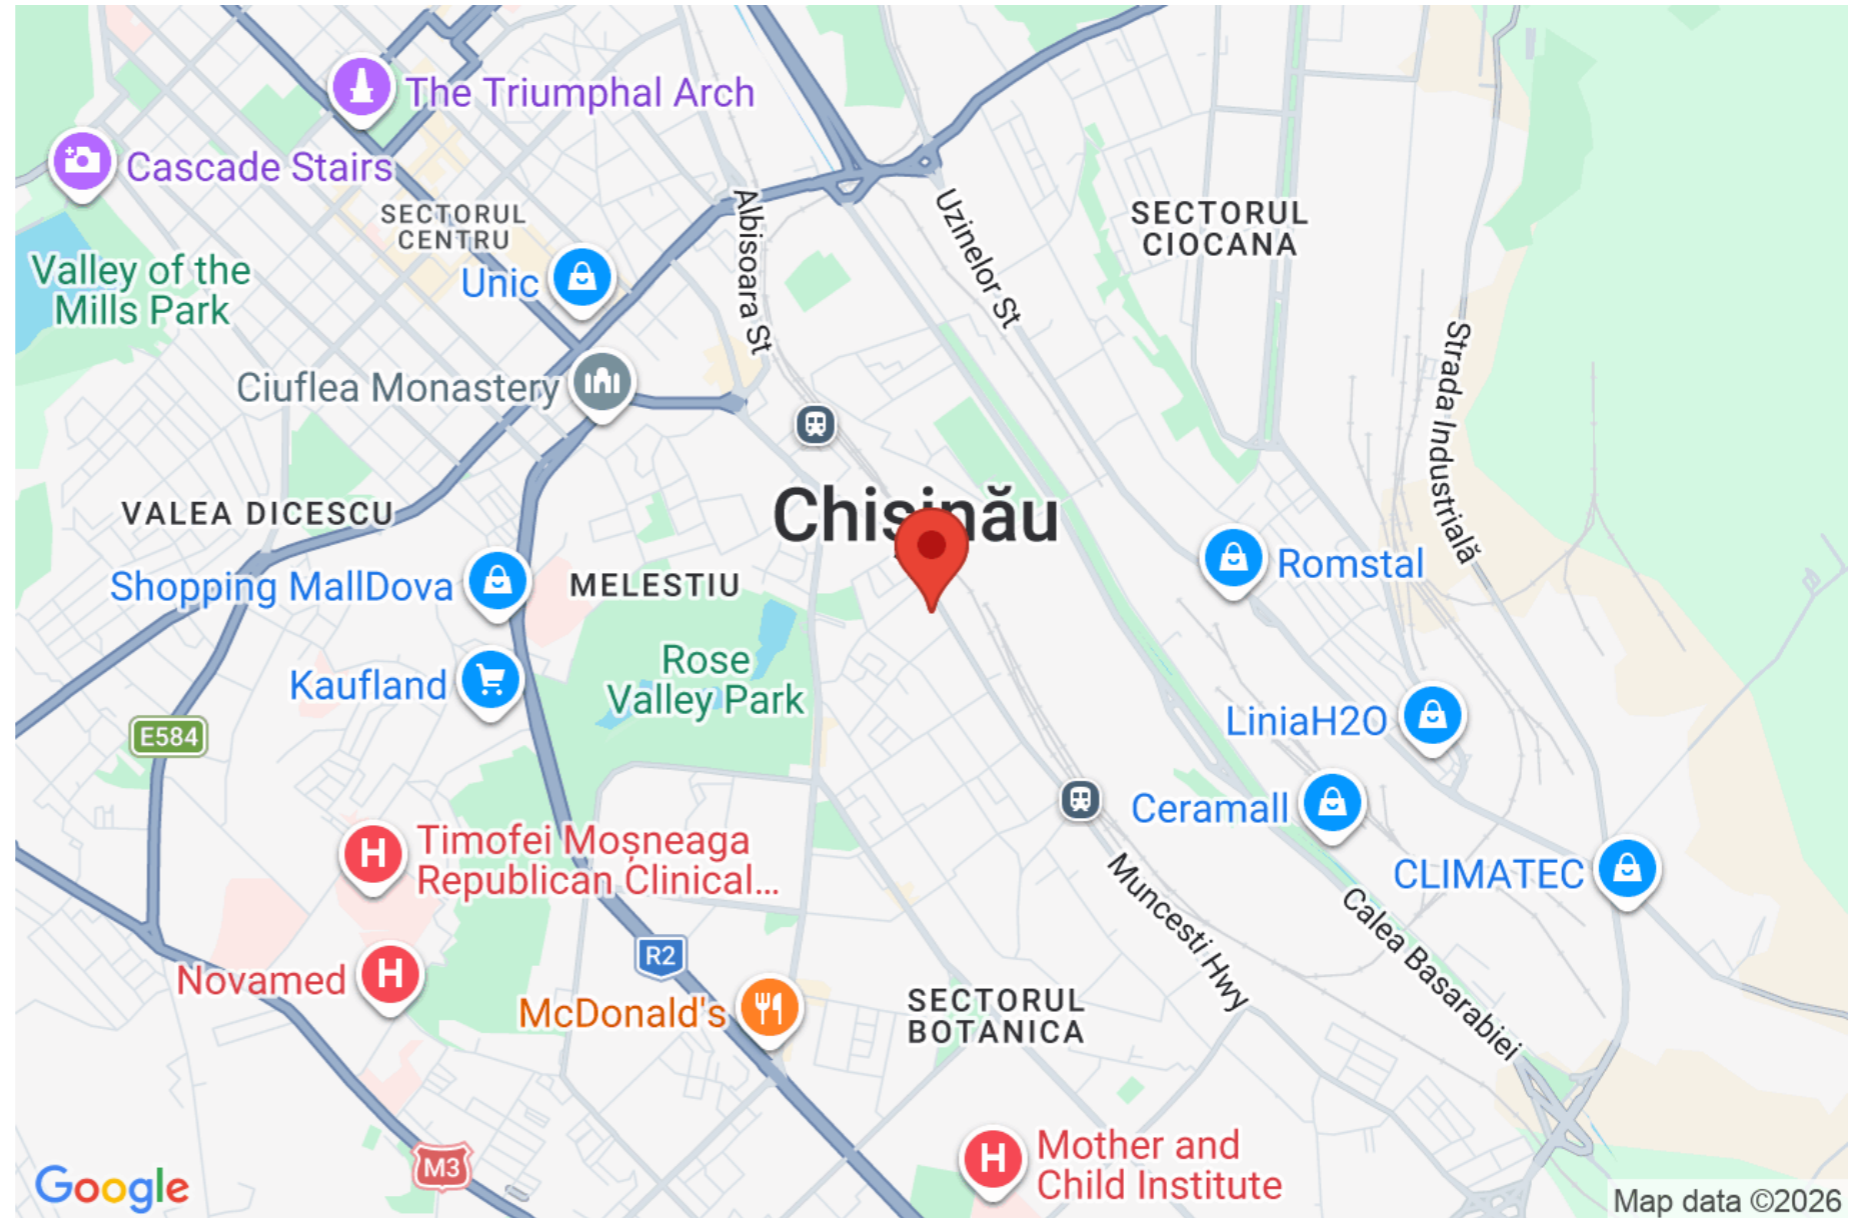 The Triumphal Arch
Cascade Stairs
SECTORUL
CENTRU
Valley of the
Mills Park
Unic
Albisoara St
Uzinelor St
SECTORUL
CIOCANA
Strada Industrială
Ciuflea Monastery
VALEA DICESCU
Chișinău
Shopping MallDova
MELESTIU
Romstal
Rose
Valley Park
Kaufland
E584
LiniaH2O
Ceramall
Timofei Moșneaga
Republican Clinical...
CLIMATEC
Muncesti Hwy
Calea Basarabiei
R2
Novamed
McDonald's
SECTORUL
BOTANICA
M3
Mother and
Child Institute
Google
Map data ©2026